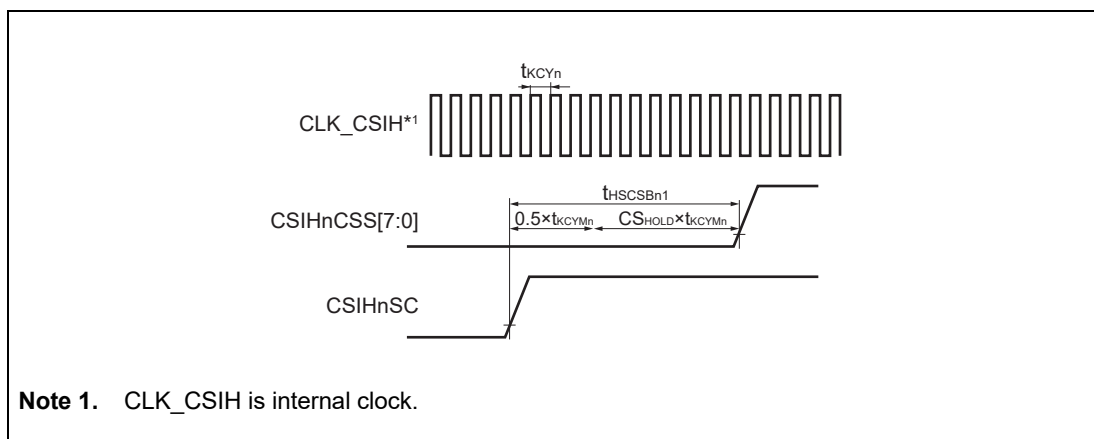 tKCYn
CLK_CSIH*1
tHSCSBn1
CSIHnCSS[7:0]
0.5×tKCYMn
CSHOLD×tKCYMn
CSIHnSC
Note 1. CLK_CSIH is internal clock.